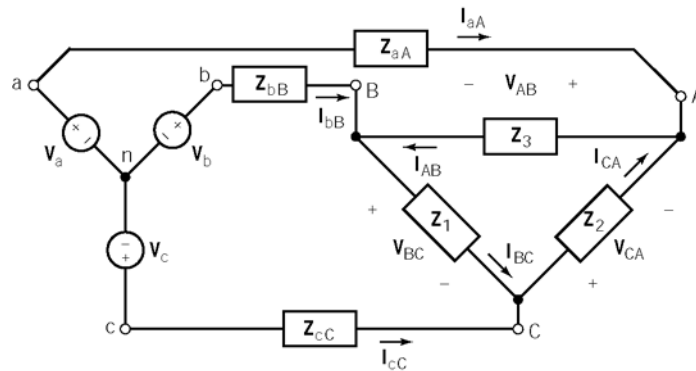 I_aA
Z_aA
a
b
Z_bB
B
− V_AB +
A
I_bB
+ −
V_a
n
− +
V_b
Z_3
I_AB
I_CA
+
Z_1
V_BC
I_BC
−
Z_2
V_CA
−
+
− +
V_c
c
Z_cC
C
I_cC